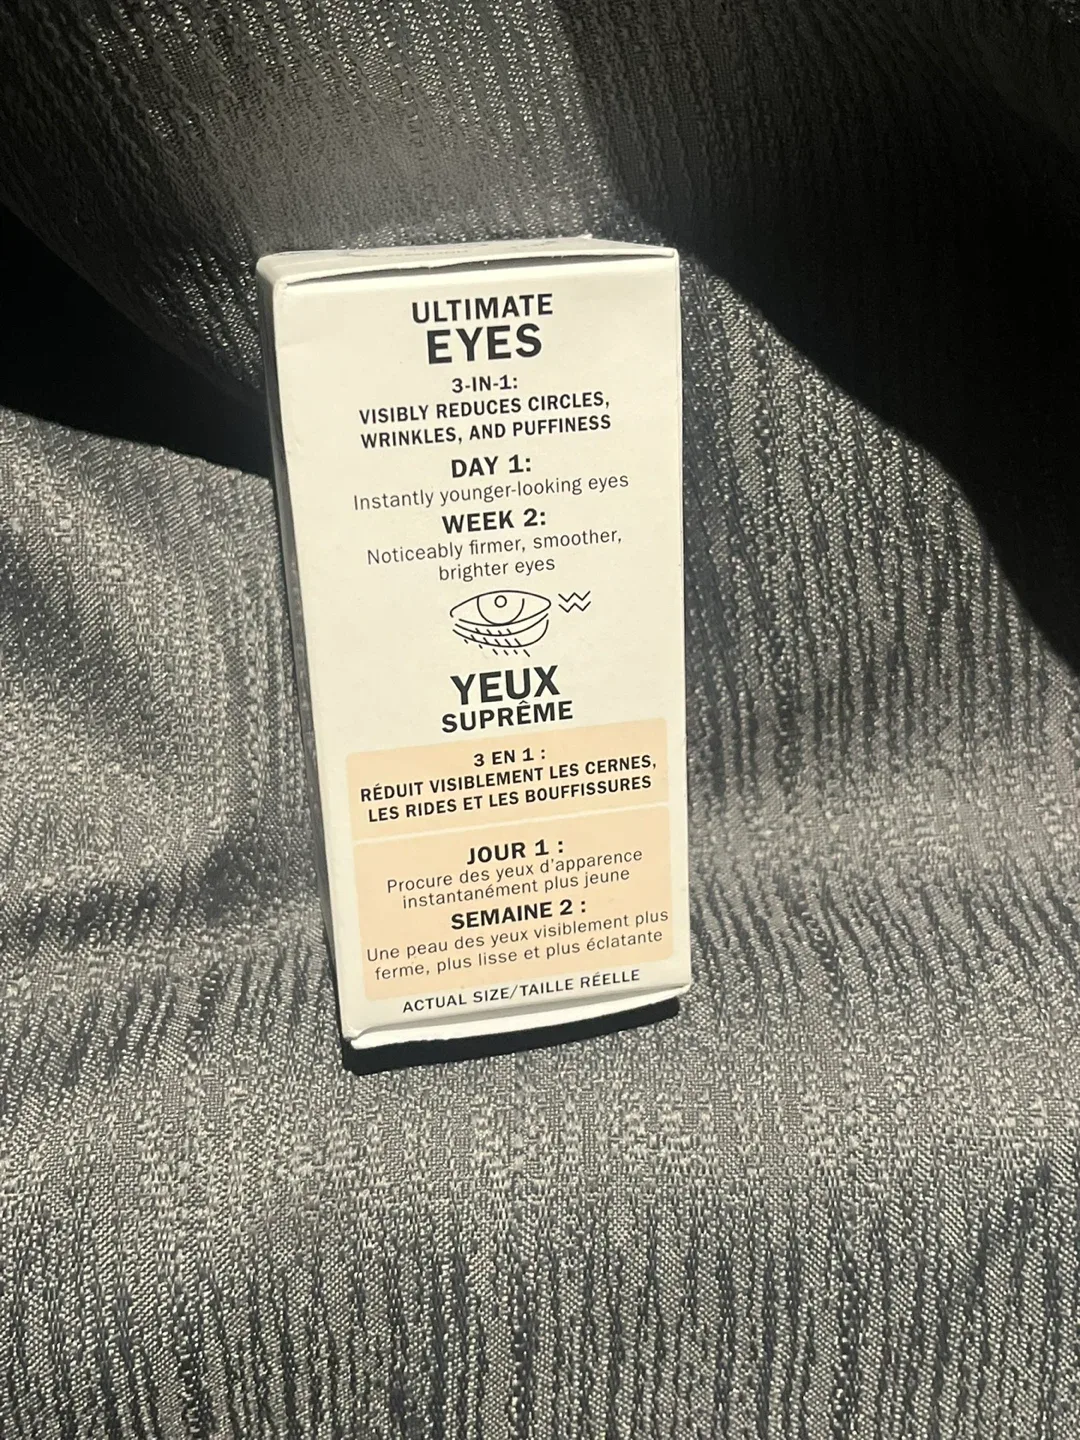 ULTIMATE
EYES
3-IN-1:
VISIBLY REDUCES CIRCLES,
WRINKLES, AND PUFFINESS
DAY 1:
Instantly younger-looking eyes
WEEK 2:
Noticeably firmer, smoother,
brighter eyes
YEUX
SUPRÊME
3 EN 1 :
RÉDUIT VISIBLEMENT LES CERNES,
LES RIDES ET LES BOUFFISSURES
JOUR 1 :
Procure des yeux d'apparence
instantanément plus jeune
SEMAINE 2 :
Une peau des yeux visiblement plus
ferme, plus lisse et plus éclatante
ACTUAL SIZE/TAILLE RÉELLE